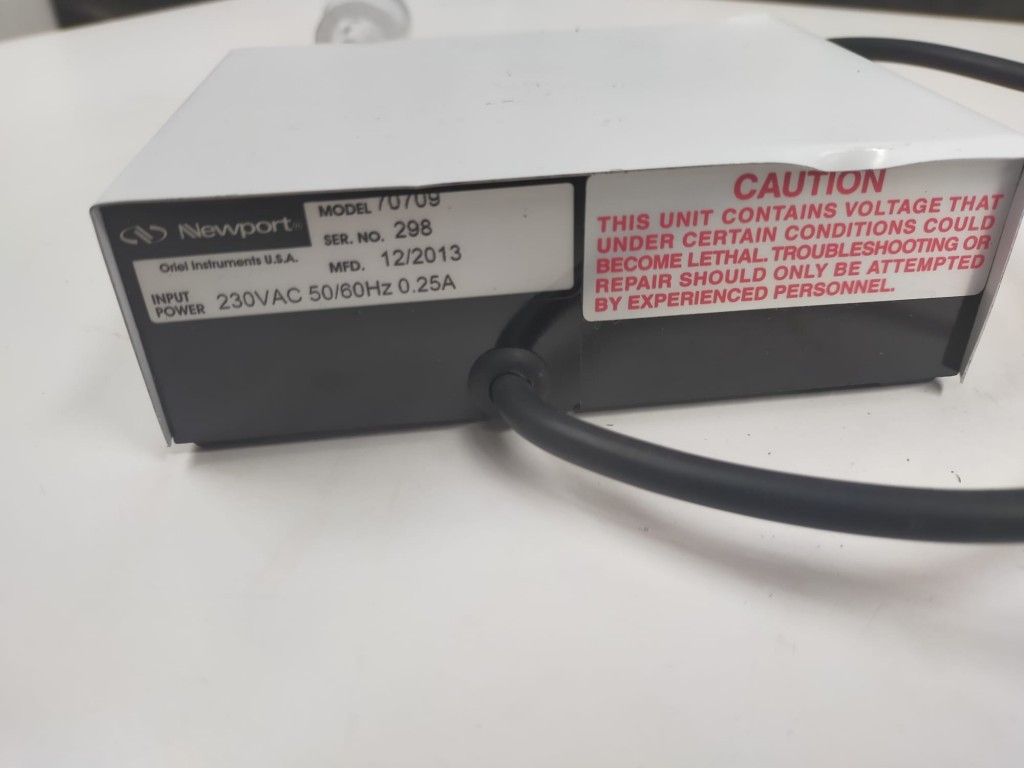 Newport®
MODEL 70709
SER. NO. 298
Oriel Instruments U.S.A.
MFD. 12/2013
INPUT POWER 230VAC 50/60Hz 0.25A
CAUTION
THIS UNIT CONTAINS VOLTAGE THAT
UNDER CERTAIN CONDITIONS COULD
BECOME LETHAL. TROUBLESHOOTING OR
REPAIR SHOULD ONLY BE ATTEMPTED
BY EXPERIENCED PERSONNEL.